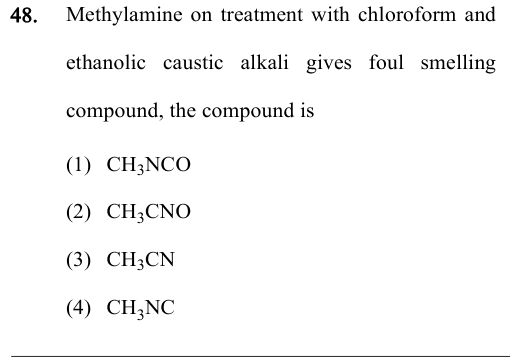 48. Methylamine on treatment with chloroform and
ethanolic caustic alkali gives foul smelling
compound, the compound is
(1) CH₃NCO
(2) CH₃CNO
(3) CH₃CN
(4) CH₃NC